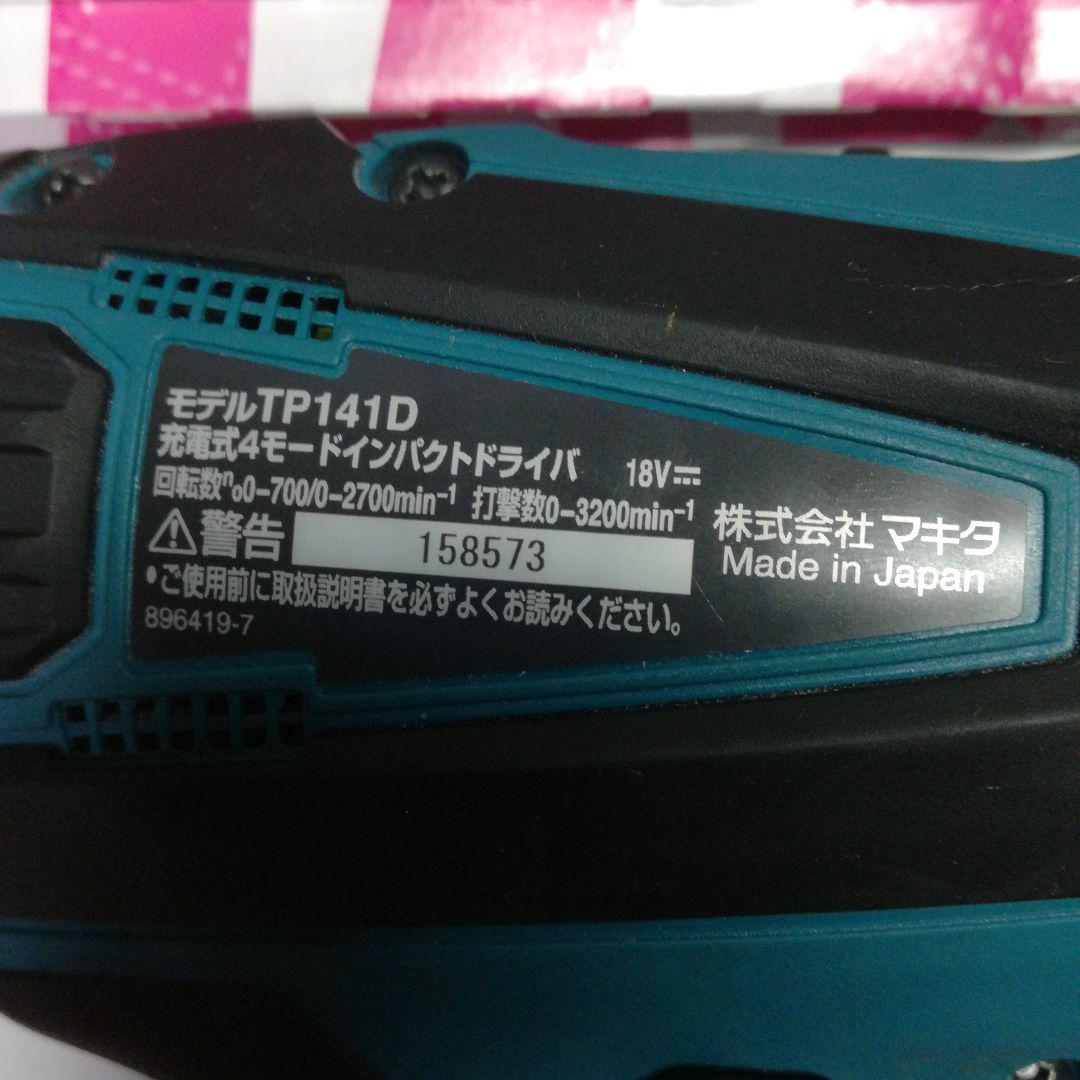 モデルTP141D
充電式4モードインパクトドライバ 18V⎓
回転数n₀0-700/0-2700min⁻¹ 打撃数0-3200min⁻¹
⚠警告 158573
•ご使用前に取扱説明書を必ずよくお読みください。
896419-7
株式会社マキタ
Made in Japan